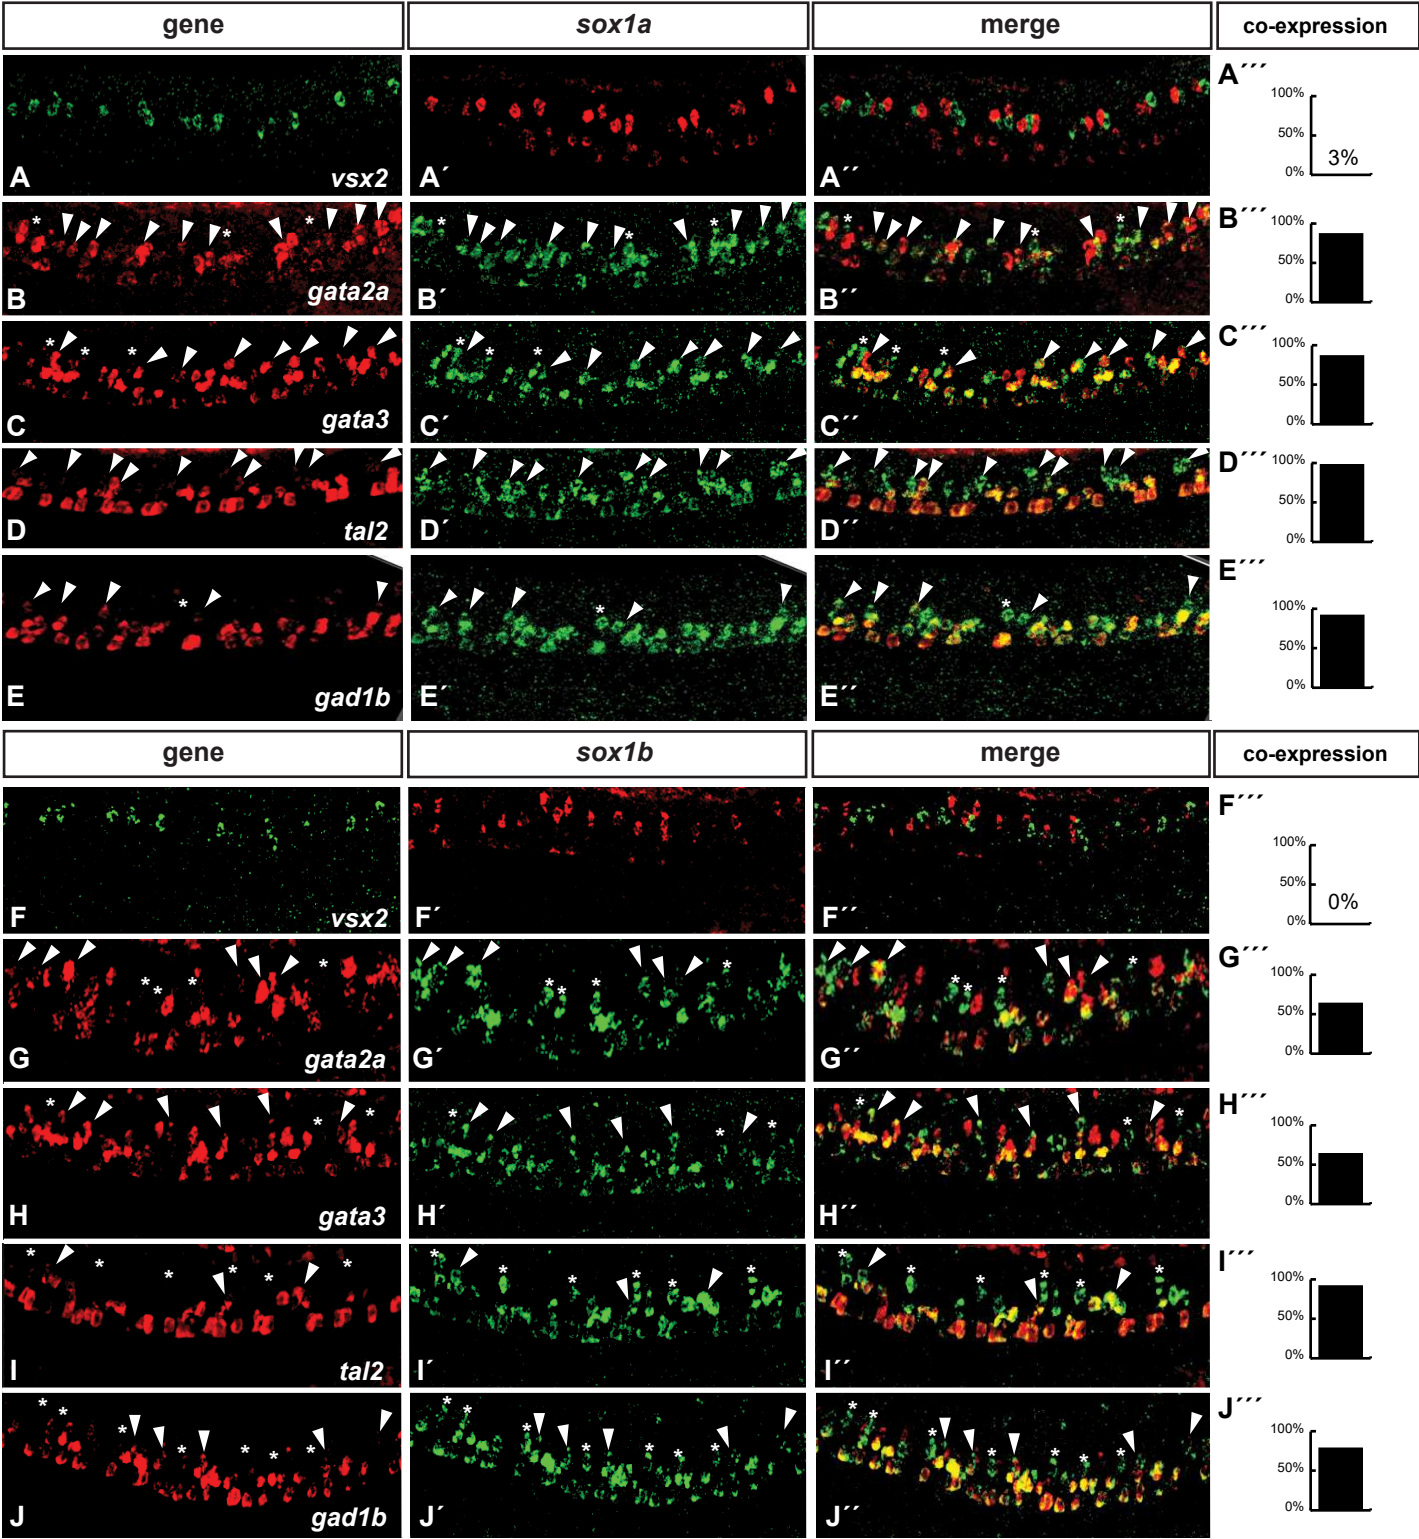 gene sox1a merge co-expression
A vsx2 A´ A´´ A´´´ 100% 50% 0% 3%
* * * * * * * * *
B gata2a B´ B´´ B´´´ 100% 50% 0%
* * * * * * * * *
C gata3 C´ C´´ C´´´ 100% 50% 0%
D tal2 D´ D´´ D´´´ 100% 50% 0%
* * *
E gad1b E´ E´´ E´´´ 100% 50% 0%
gene sox1b merge co-expression
F vsx2 F´ F´´ F´´´ 100% 50% 0% 0%
* * * * * * * * * * * *
G gata2a G´ G´´ G´´´ 100% 50% 0%
* * * * * * * * *
H gata3 H´ H´´ H´´´ 100% 50% 0%
* * * * * * * * * * * * * * * * * *
I tal2 I´ I´´ I´´´ 100% 50% 0%
* * * * * * * * * * * * * * * * * * * * *
J gad1b J´ J´´ J´´´ 100% 50% 0%